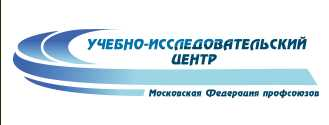 УЧЕБНО-ИССЛЕДОВАТЕЛЬСКИЙ
ЦЕНТР
Московская Федерация профсоюзов